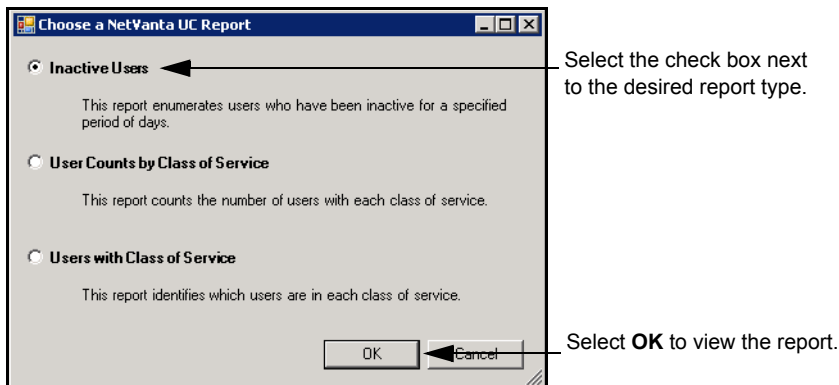 Choose a NetVanta UC Report
Inactive Users
Select the check box next
to the desired report type.
This report enumerates users who have been inactive for a specified
period of days.
User Counts by Class of Service
This report counts the number of users with each class of service.
Users with Class of Service
This report identifies which users are in each class of service.
OK
Cancel
Select OK to view the report.